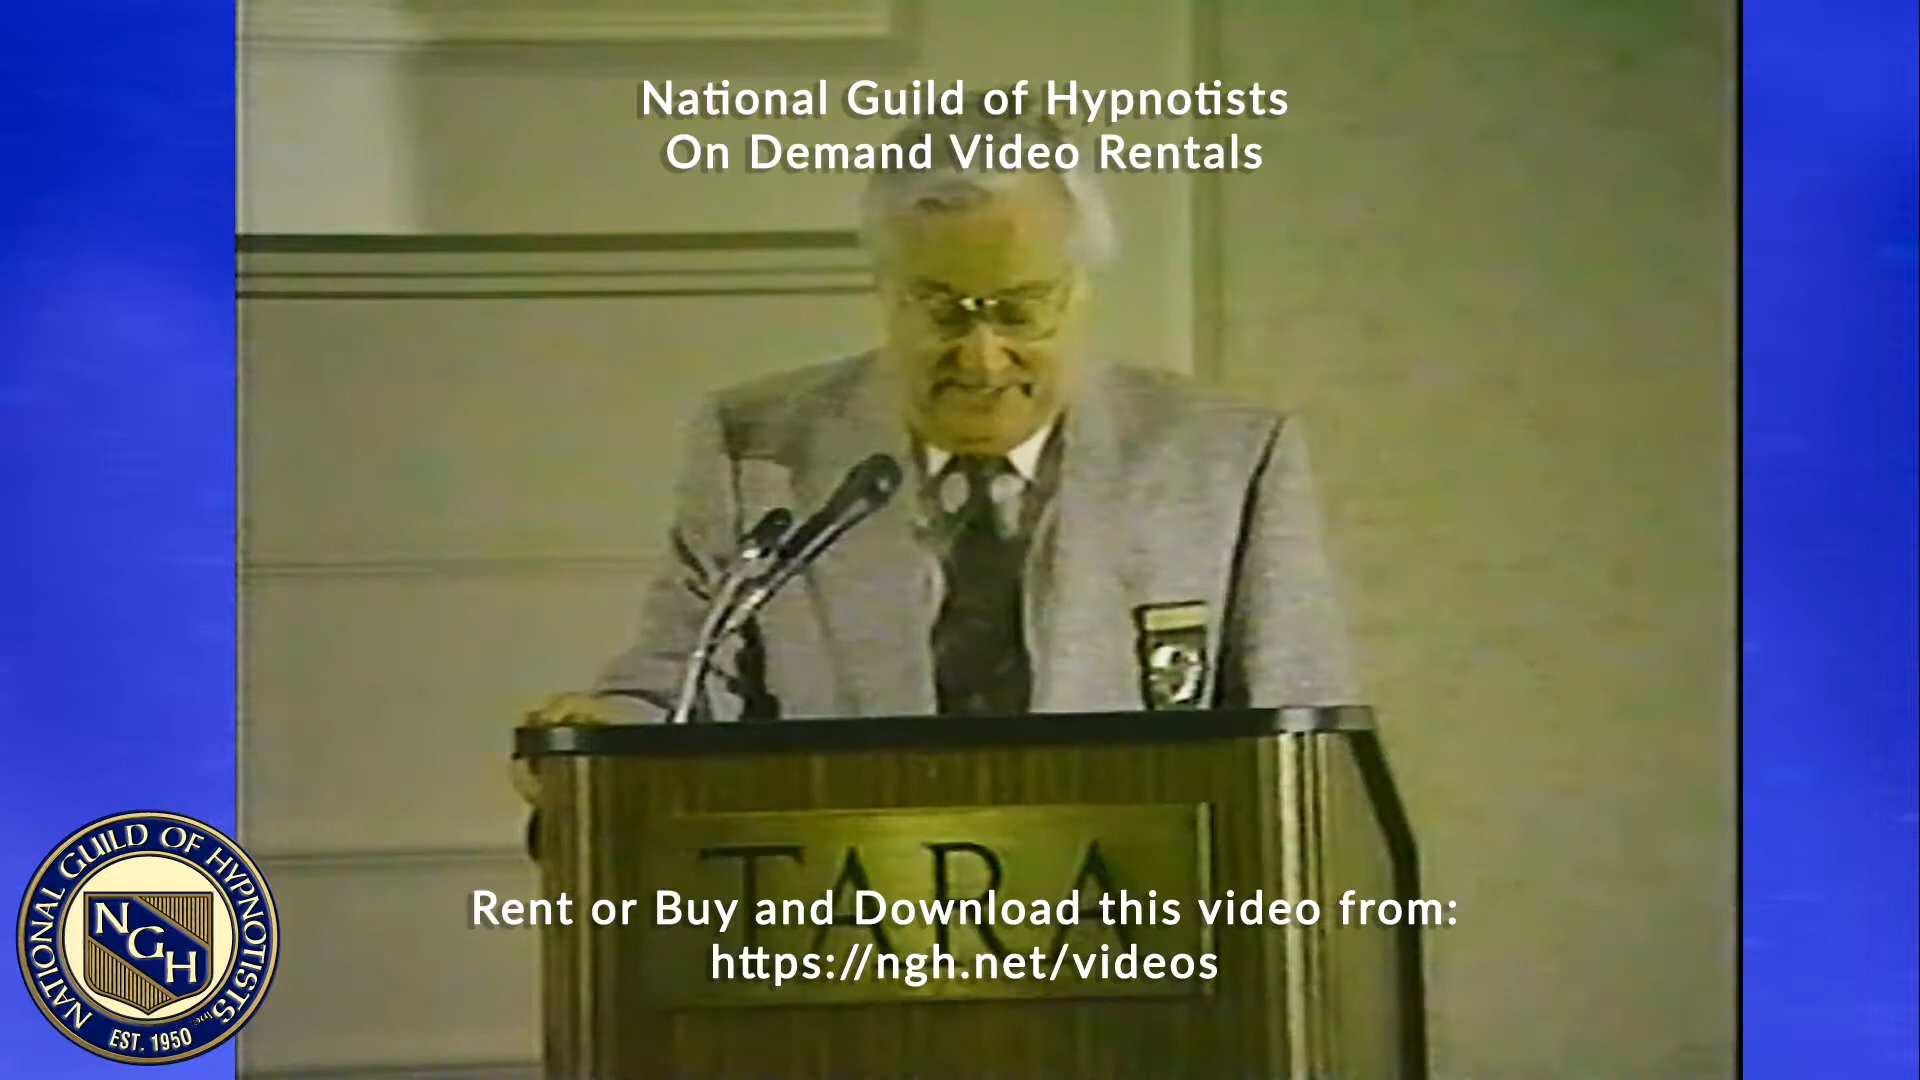 National Guild of Hypnotists
On Demand Video Rentals
TARA
Rent or Buy and Download this video from:
https://ngh.net/videos
NATIONAL GUILD OF HYPNOTISTS, Inc.
NGH
EST. 1950